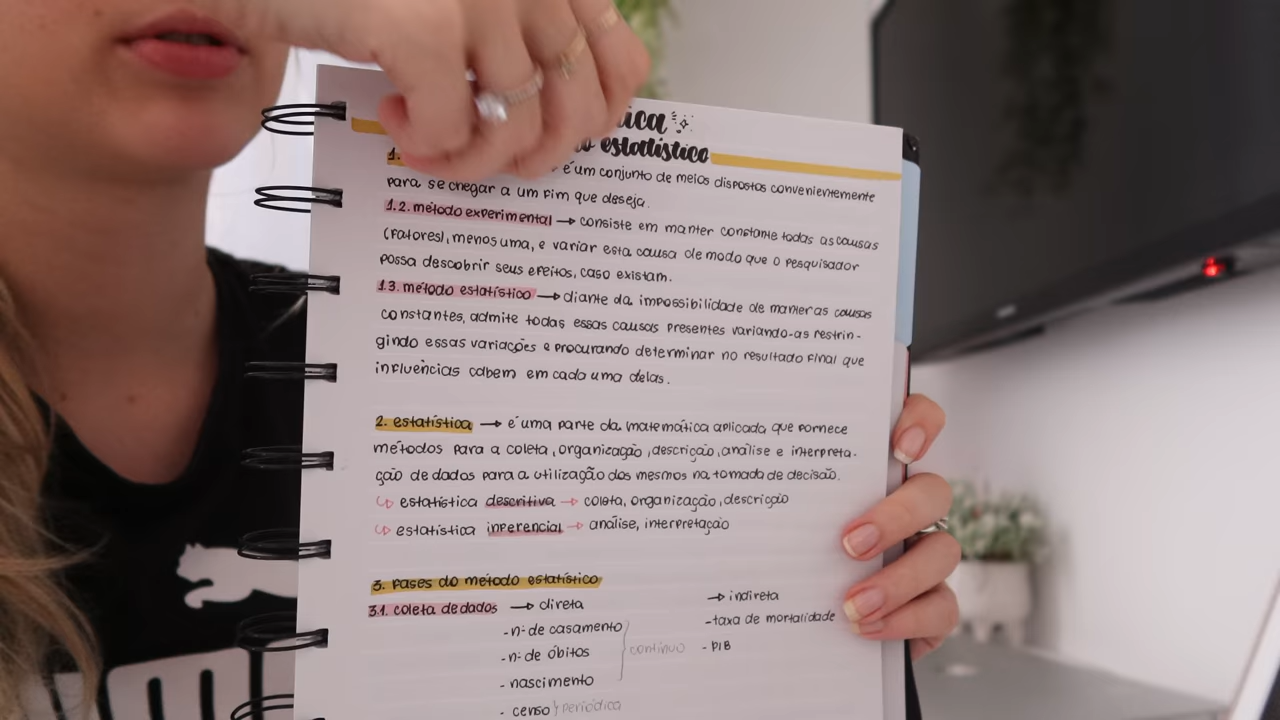 ica
estatístico
1.
é um conjunto de meios dispostos convenientemente
para se chegar a um fim que deseja.
1.2. método experimental → consiste em manter constante todas as causas
(fatores), menos uma, e variar esta causa de modo que o pesquisador
possa descobrir seus efeitos, caso existam.
1.3. método estatístico → diante da impossibilidade de manter as causas
constantes, admite todas essas causas presentes variando-as restrin-
gindo essas variações e procurando determinar no resultado final que
influências cabem em cada uma delas.
2. estatística → é uma parte da matemática aplicada que fornece
métodos para a coleta, organização, descrição, análise e interpreta-
ção de dados para a utilização dos mesmos na tomada de decisão.
↳ estatística descritiva → coleta, organização, descrição
↳ estatística inferencial → análise, interpretação
3. fases do método estatístico
3.1. coleta de dados → direta → indireta
- nº de casamento - taxa de mortalidade
- nº de óbitos contínuo - PIB
- nascimento
- censo } periódica